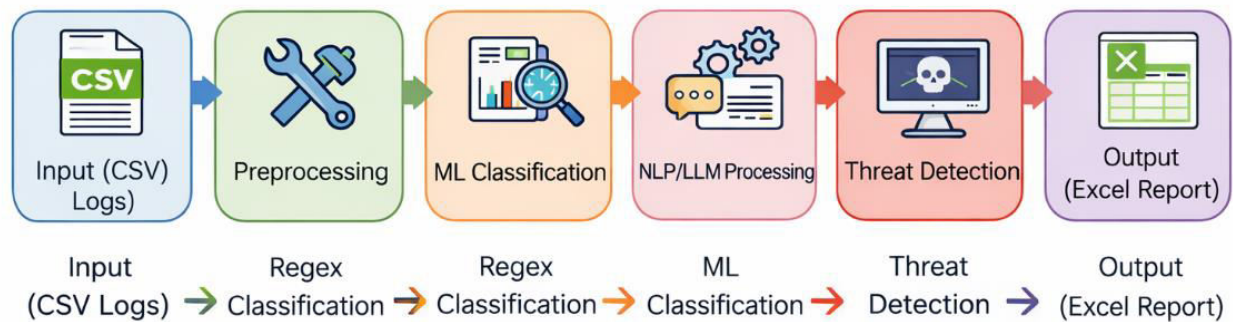 CSV
Input (CSV)
Logs)
Preprocessing
ML Classification
NLP/LLM Processing
Threat Detection
X
Output
(Excel Report)
Input
(CSV Logs)
Regex
Classification
Regex
Classification
ML
Classification
Threat
Detection
Output
(Excel Report)